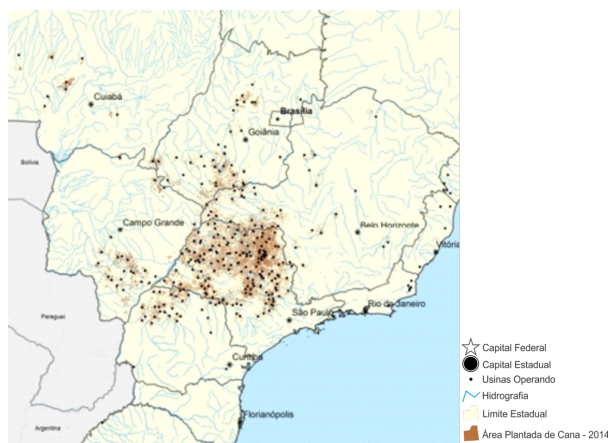 Cuiabá
Brasília
Goiânia
Bolivia
Campo Grande
Belo Horizonte
Vitória
Paraguai
São Paulo
Rio de Janeiro
Curitiba
Argentina
Florianópolis
Capital Federal
Capital Estadual
Usinas Operando
Hidrografia
Limite Estadual
Área Plantada de Cana - 2014